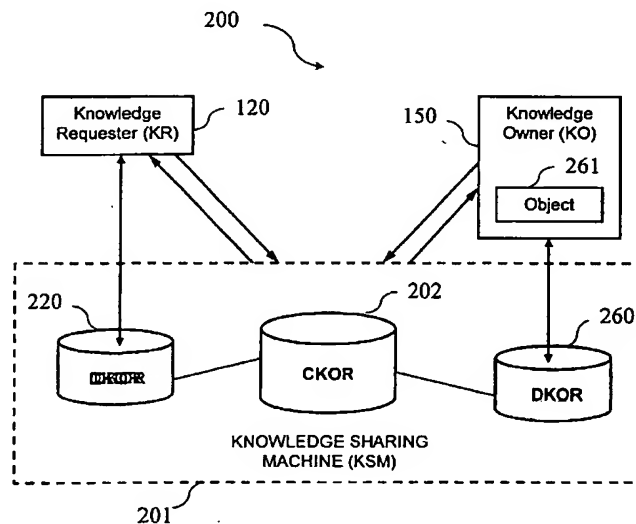 200
Knowledge
Requester (KR)
120
150
Knowledge
Owner (KO)
261
Object
220
202
260
CKOR
DKOR
KNOWLEDGE SHARING
MACHINE (KSM)
201